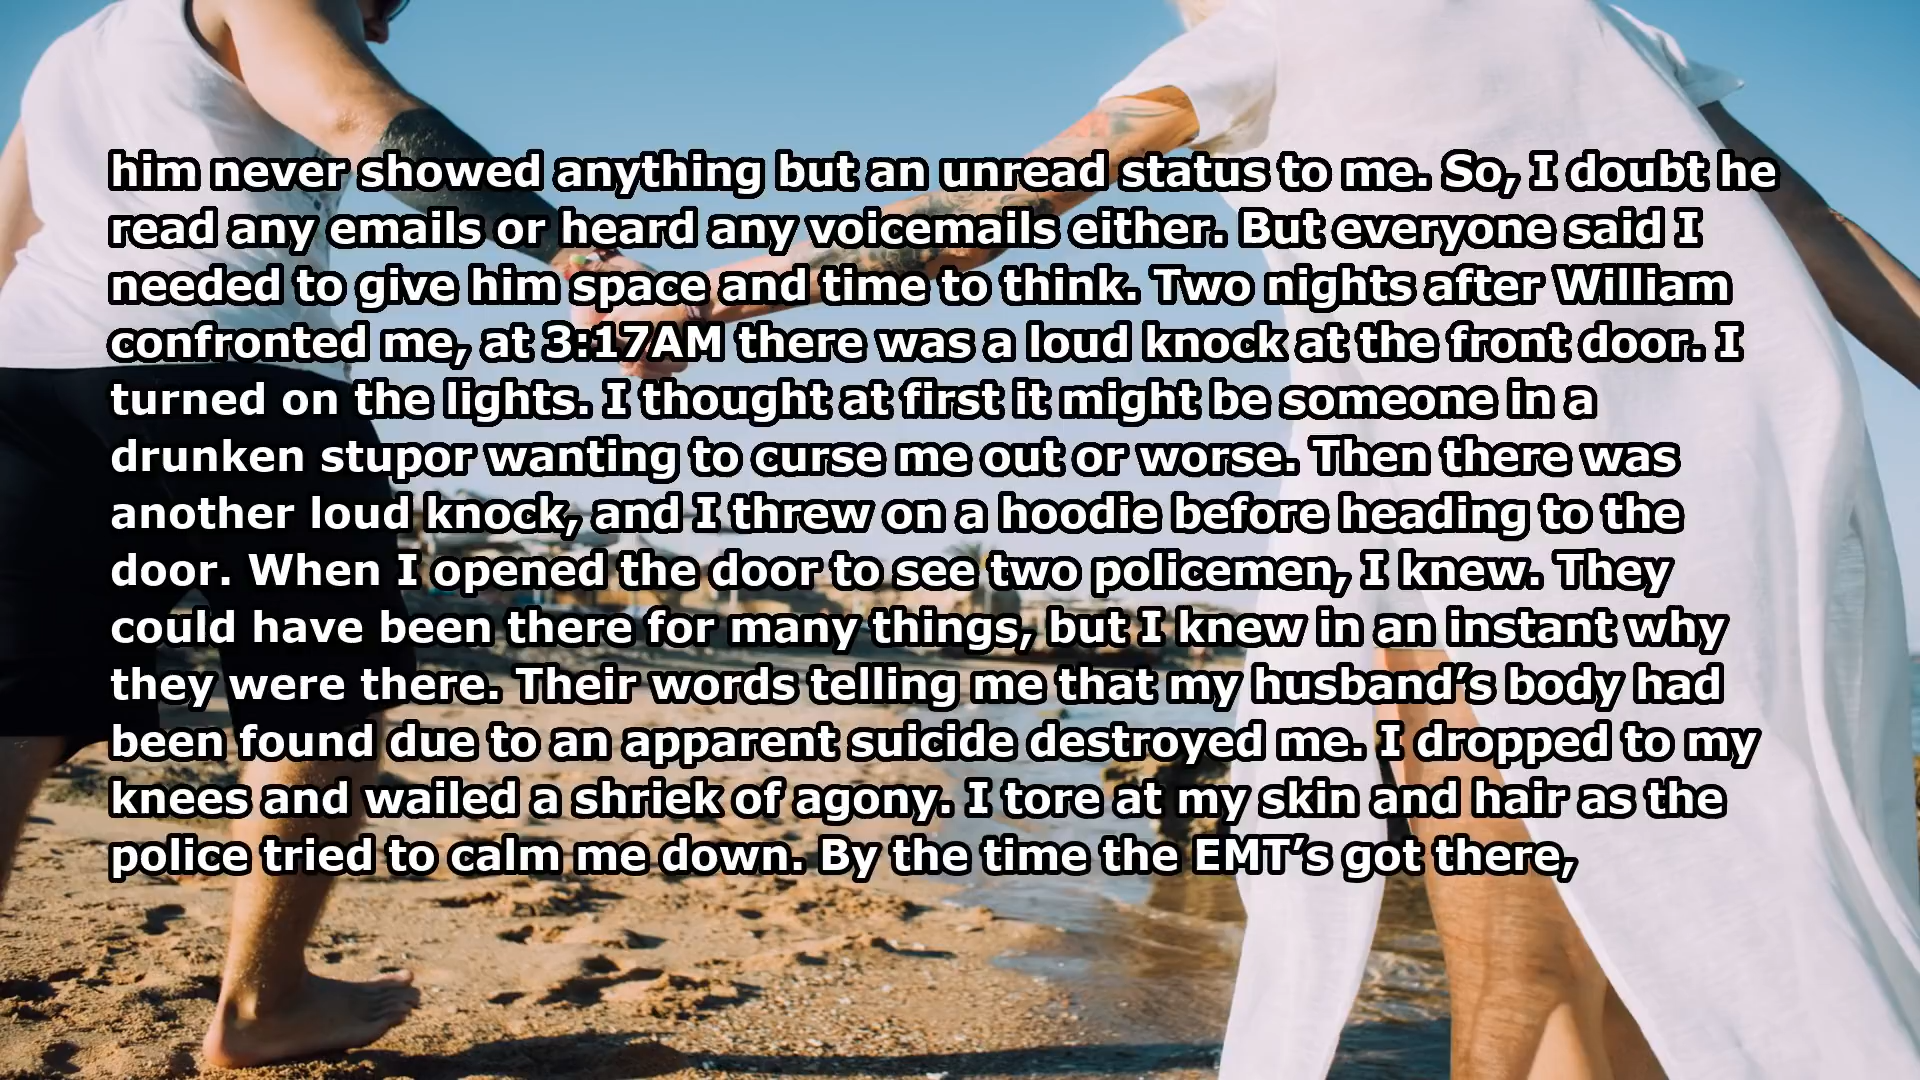 him never showed anything but an unread status to me. So, I doubt he
read any emails or heard any voicemails either. But everyone said I
needed to give him space and time to think. Two nights after William
confronted me, at 3:17AM there was a loud knock at the front door. I
turned on the lights. I thought at first it might be someone in a
drunken stupor wanting to curse me out or worse. Then there was
another loud knock, and I threw on a hoodie before heading to the
door. When I opened the door to see two policemen, I knew. They
could have been there for many things, but I knew in an instant why
they were there. Their words telling me that my husband’s body had
been found due to an apparent suicide destroyed me. I dropped to my
knees and wailed a shriek of agony. I tore at my skin and hair as the
police tried to calm me down. By the time the EMT’s got there,